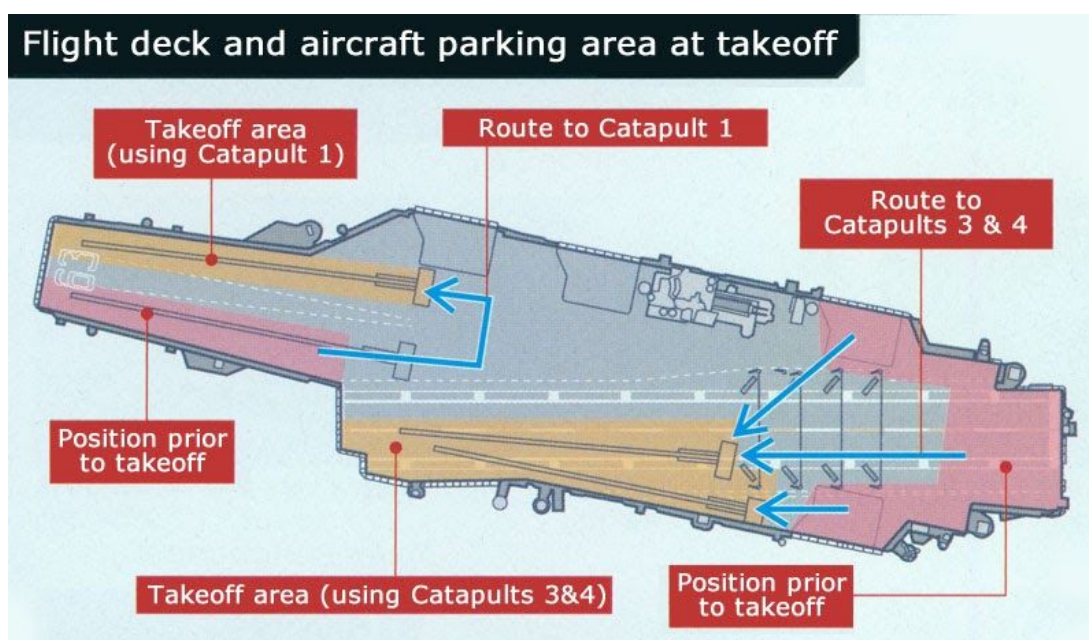 Flight deck and aircraft parking area at takeoff
Takeoff area
(using Catapult 1)
Route to Catapult 1
Route to
Catapults 3 & 4
63
Position prior
to takeoff
Takeoff area (using Catapults 3&4)
Position prior
to takeoff